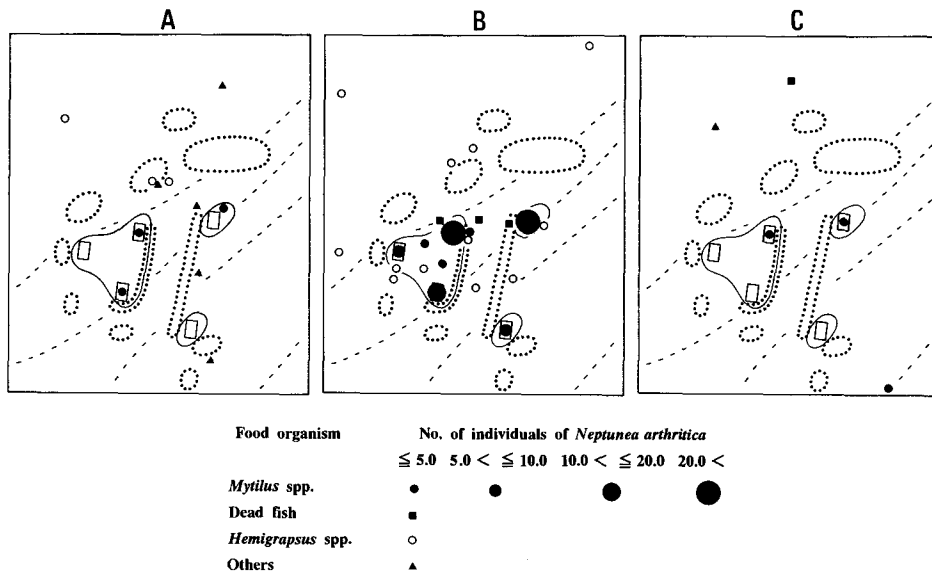 A B C
Food organism No. of individuals of Neptunea arthritica
≦ 5.0 5.0 < ≦ 10.0 10.0 < ≦ 20.0 20.0 <
Mytilus spp.
Dead fish
Hemigrapsus spp.
Others